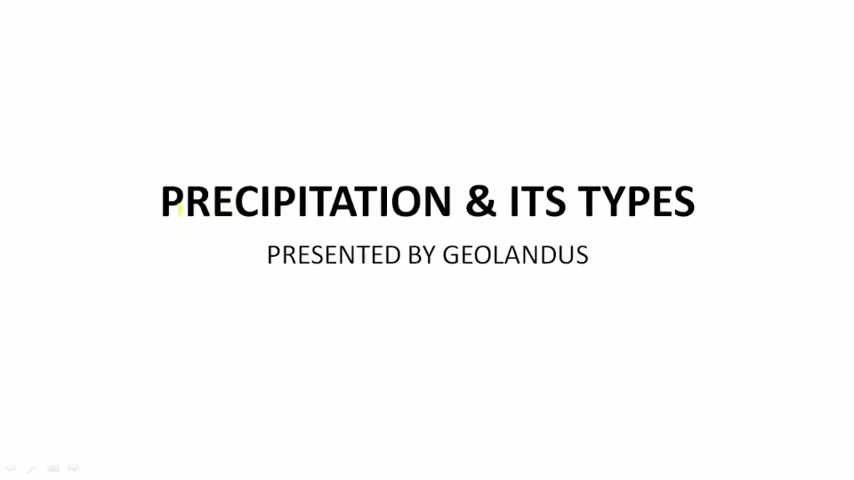 PRECIPITATION & ITS TYPES
PRESENTED BY GEOLANDUS